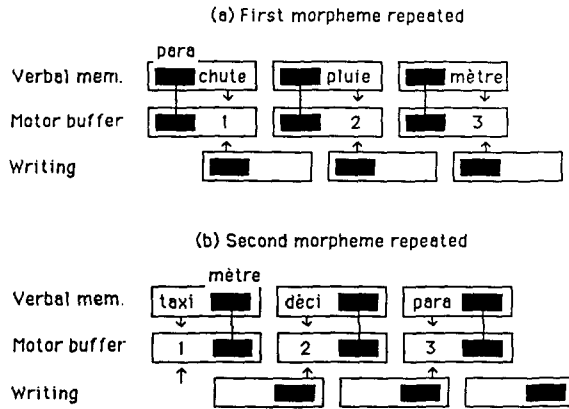 (a) First morpheme repeated
para
Verbal mem. chute pluie mètre
Motor buffer 1 2 3
Writing
(b) Second morpheme repeated
mètre
Verbal mem. taxi dèci para
Motor buffer 1 2 3
Writing